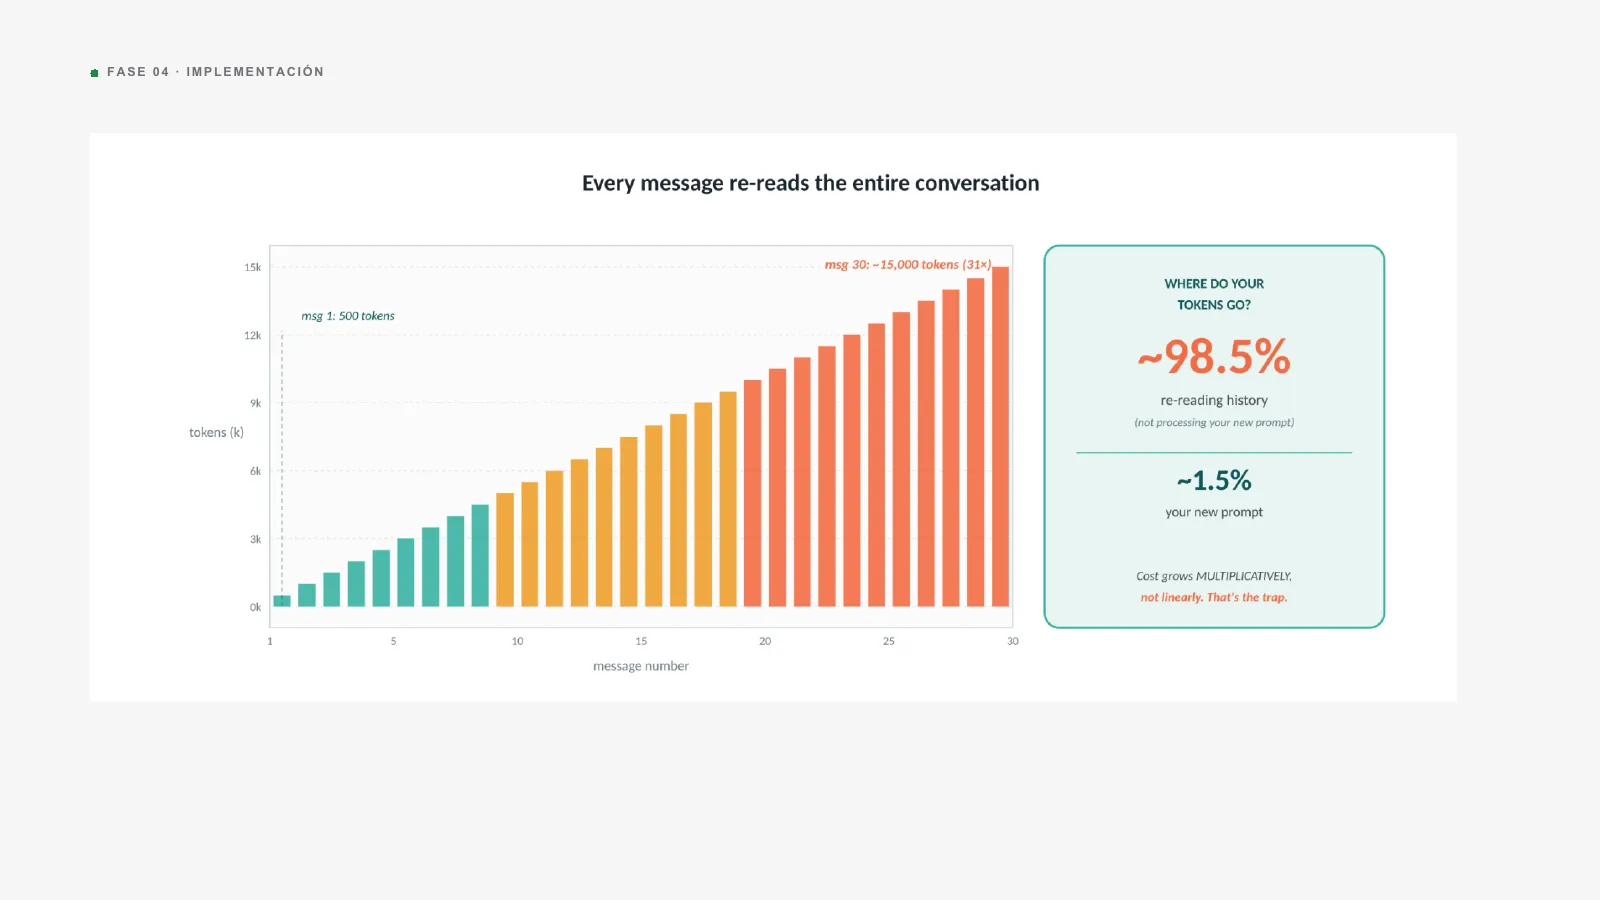 FASE 04 · IMPLEMENTACIÓN
Every message re-reads the entire conversation
15k
12k
9k
6k
3k
0k
tokens (k)
msg 1: 500 tokens
msg 30: ~15,000 tokens (31×)
1 5 10 15 20 25 30
message number
WHERE DO YOUR
TOKENS GO?
~98.5%
re-reading history
(not processing your new prompt)
~1.5%
your new prompt
Cost grows MULTIPLICATIVELY,
not linearly. That's the trap.